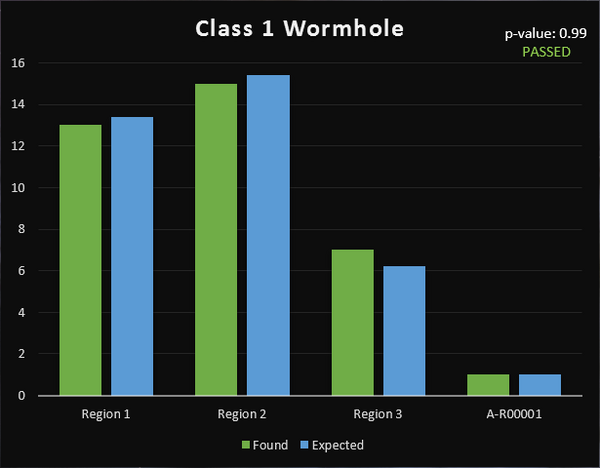 Class 1 Wormhole
p-value: 0.99
PASSED
16
14
12
10
8
6
4
2
0
Region 1
Region 2
Region 3
A-R00001
Found
Expected